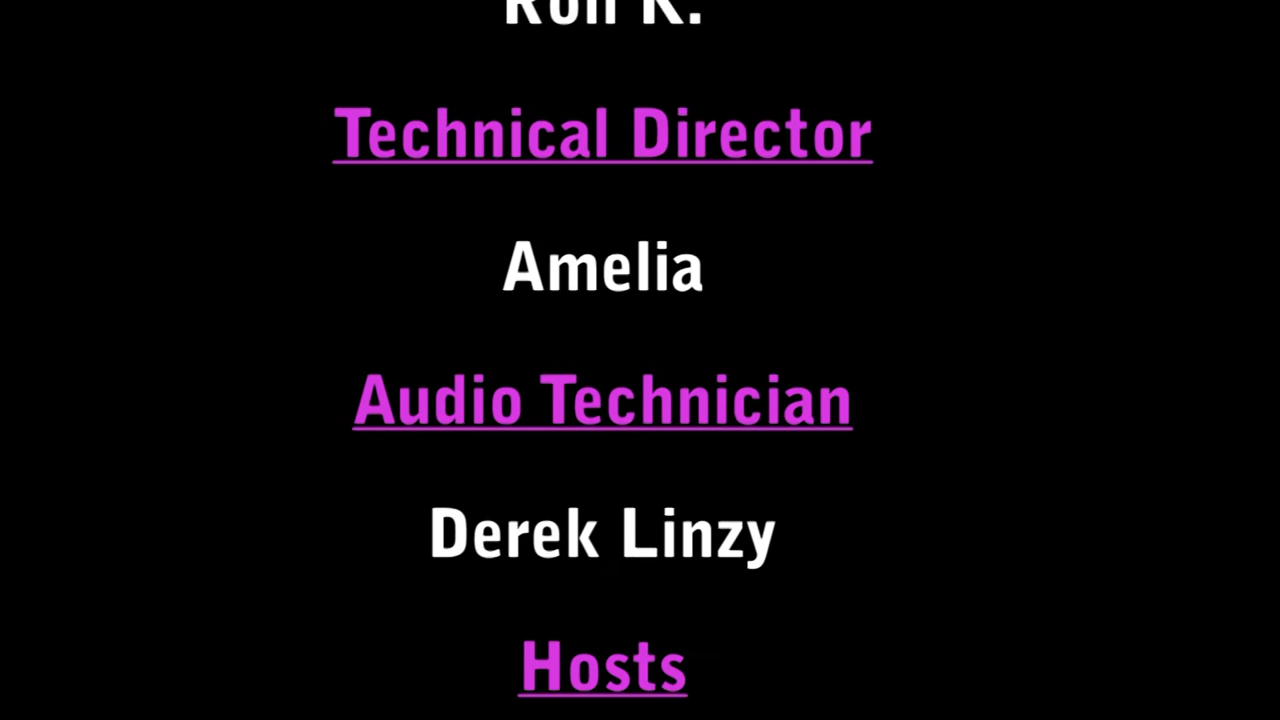 K.
Technical Director
Amelia
Audio Technician
Derek Linzy
Hosts